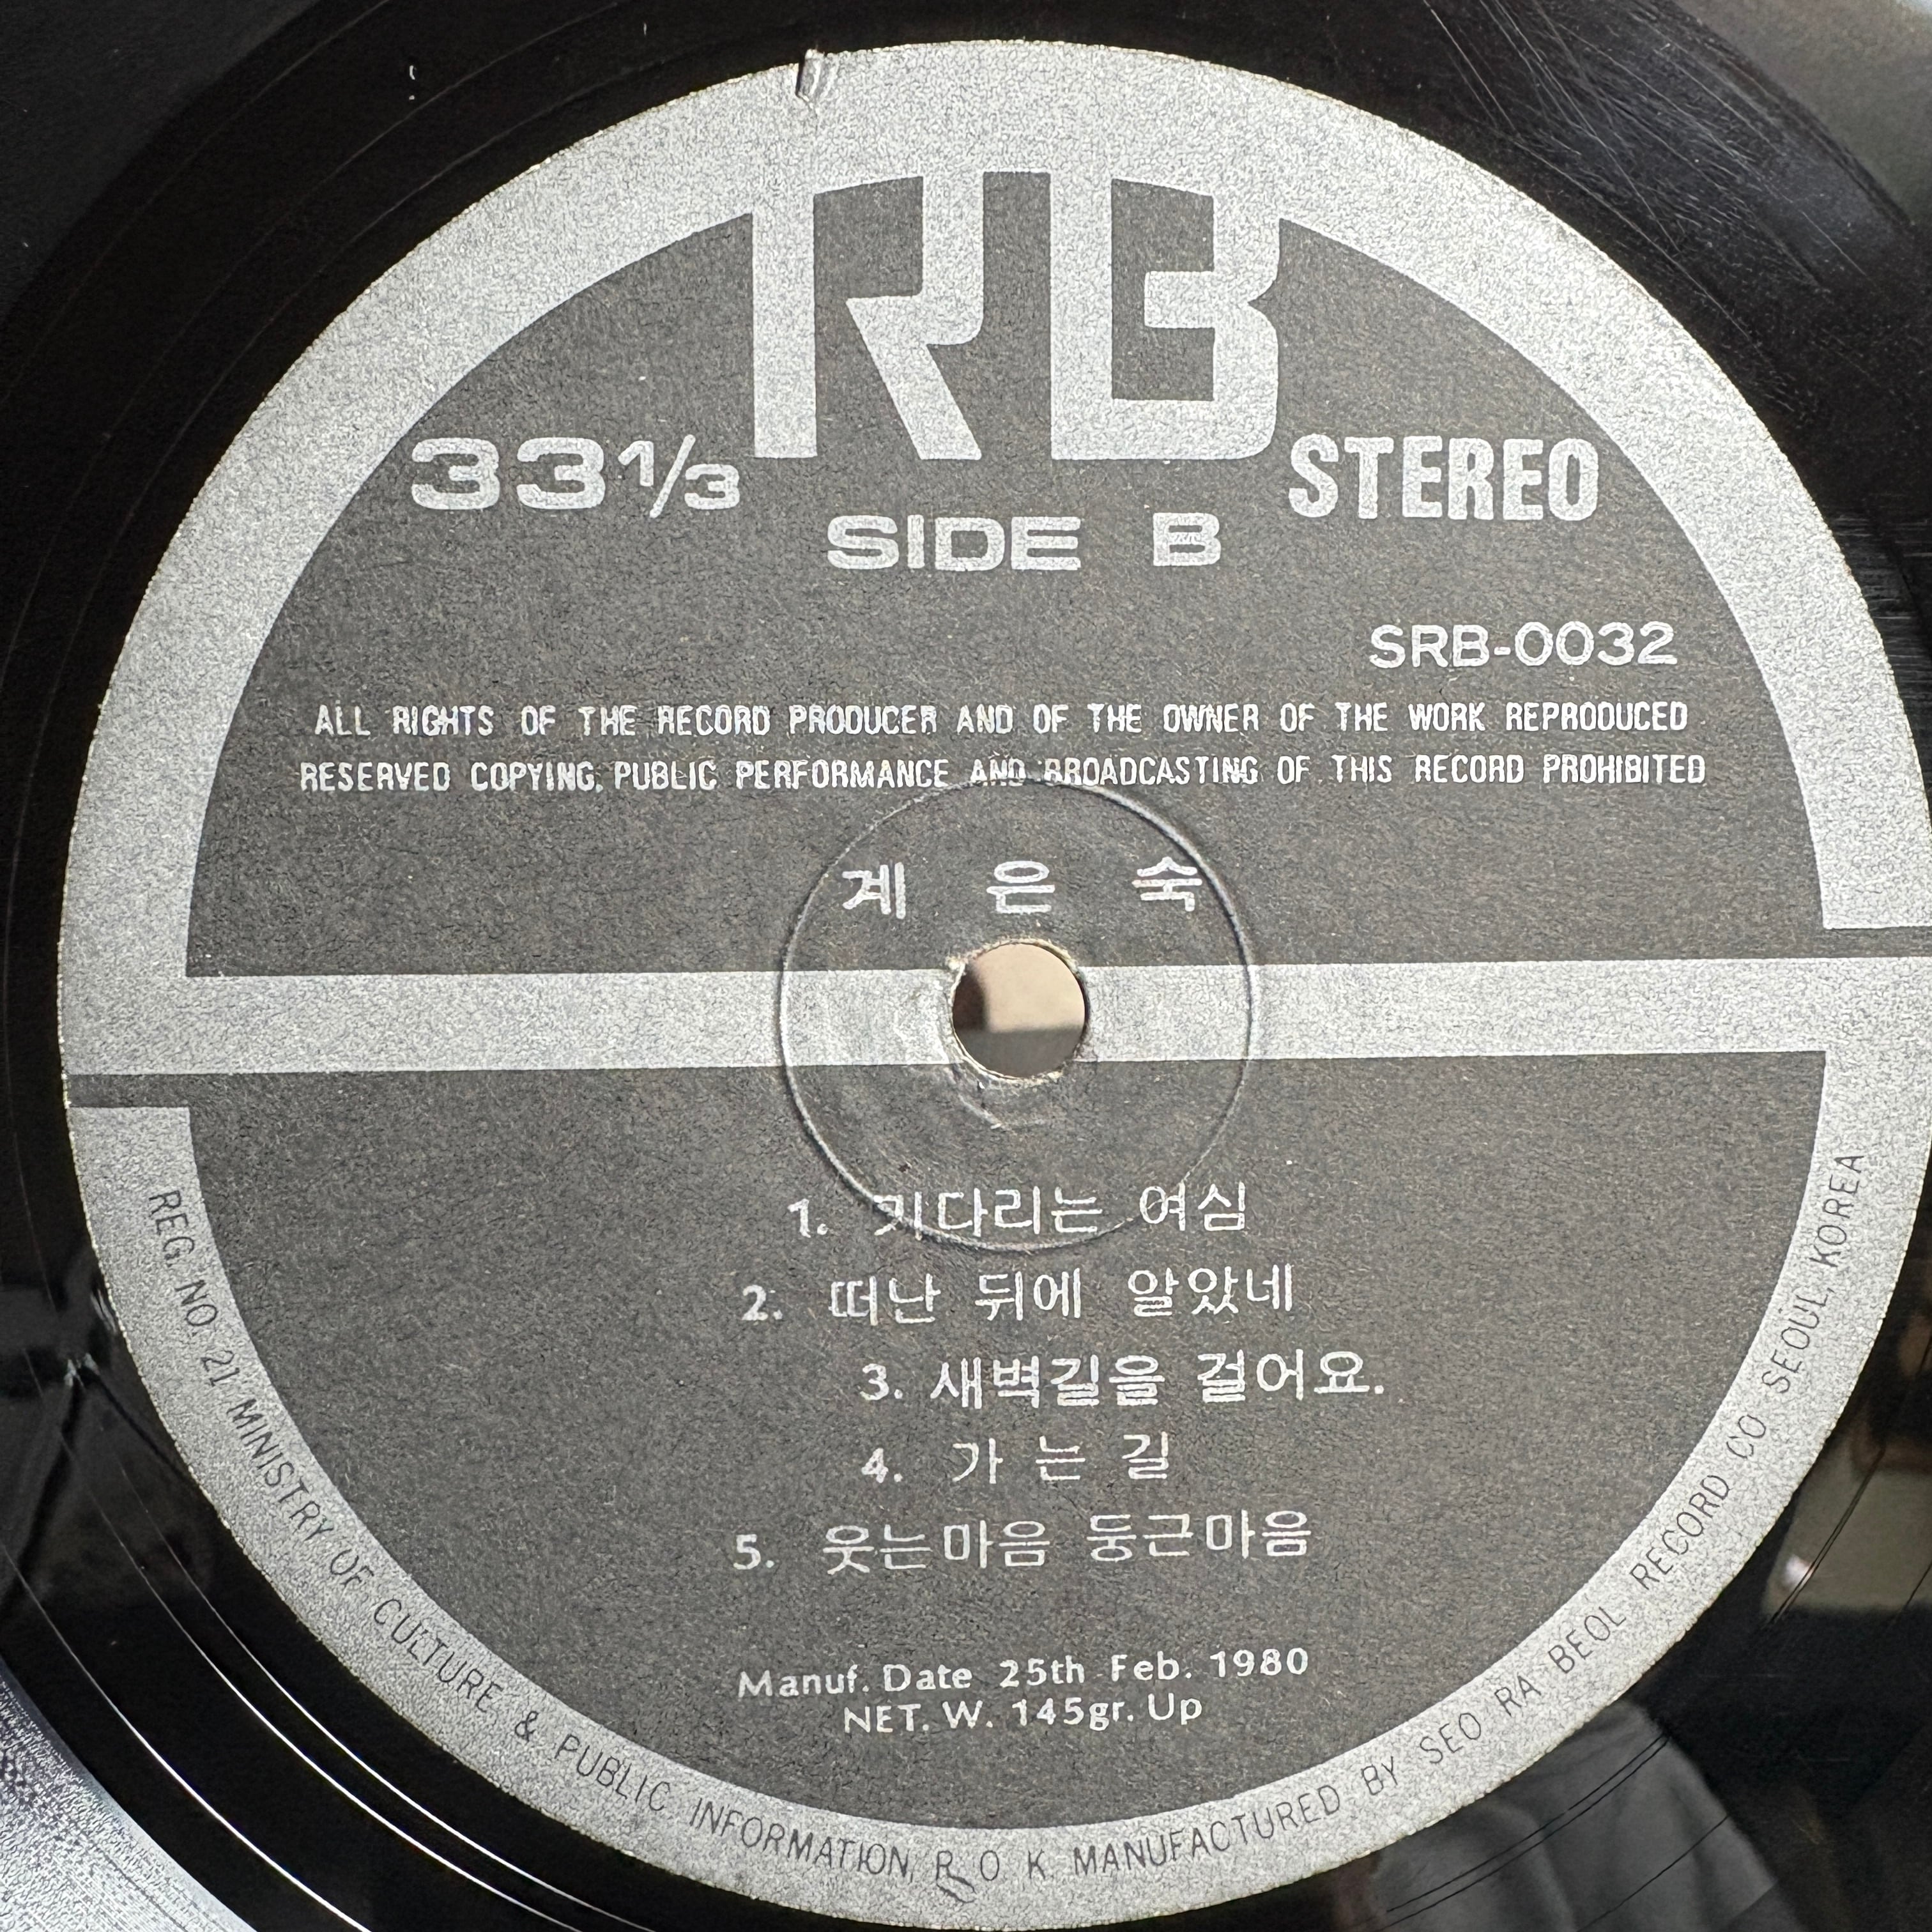 RB
33 1/3
STEREO
SIDE B
SRB-0032
ALL RIGHTS OF THE RECORD PRODUCER AND OF THE OWNER OF THE WORK REPRODUCED
RESERVED COPYING, PUBLIC PERFORMANCE AND BROADCASTING OF THIS RECORD PROHIBITED
계 은 숙
1. 기다리는 여심
2. 떠난 뒤에 알았네
3. 새벽길을 걸어요.
4. 가 는 길
5. 웃는마음 둥근마음
Manuf. Date 25th Feb. 1980
NET. W. 145gr. Up
REG. NO. 21 MINISTRY OF CULTURE & PUBLIC INFORMATION, R. O K. MANUFACTURED BY SEO RA BEOL RECORD CO SEOUL, KOREA